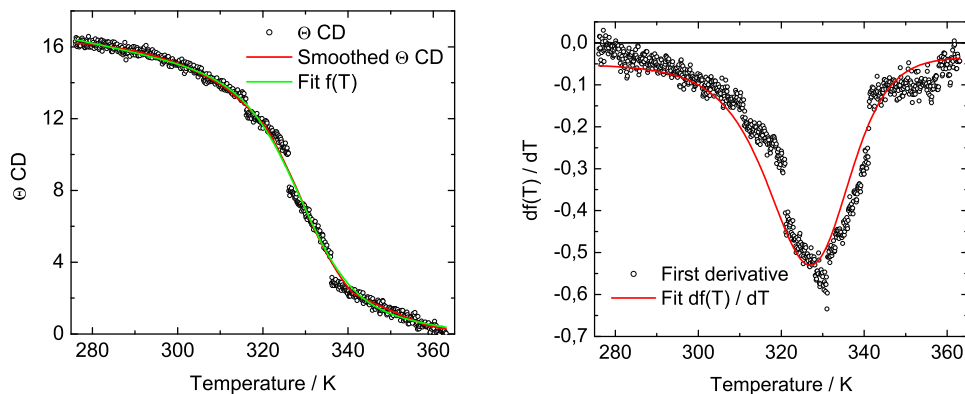 Θ CD
Smoothed Θ CD
Fit f(T)
16
12
8
4
0
280
300
320
340
360
Θ CD
Temperature / K
0,0
-0,1
-0,2
-0,3
-0,4
-0,5
-0,6
-0,7
280
300
320
340
360
df(T) / dT
First derivative
Fit df(T) / dT
Temperature / K